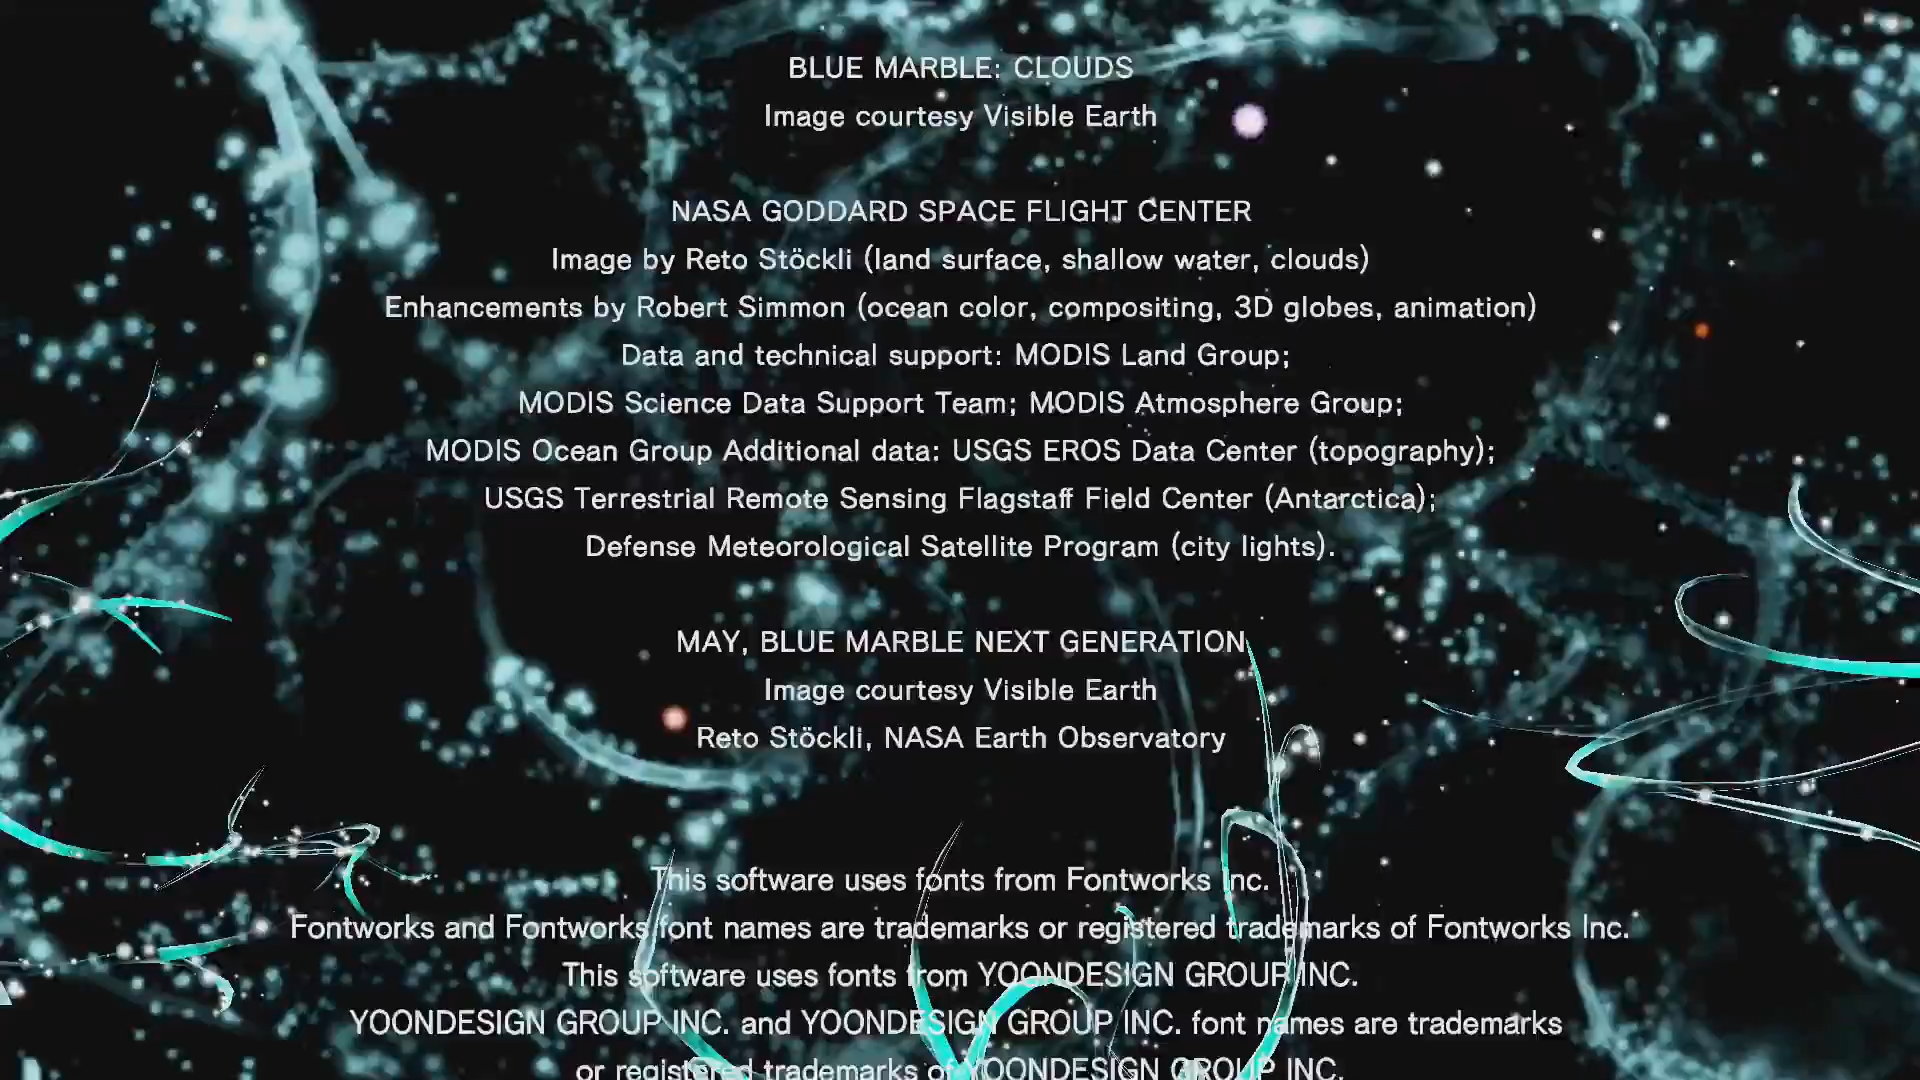 BLUE MARBLE: CLOUDS
Image courtesy Visible Earth
NASA GODDARD SPACE FLIGHT CENTER
Image by Reto Stöckli (land surface, shallow water, clouds)
Enhancements by Robert Simmon (ocean color, compositing, 3D globes, animation)
Data and technical support: MODIS Land Group;
MODIS Science Data Support Team; MODIS Atmosphere Group;
MODIS Ocean Group Additional data: USGS EROS Data Center (topography);
USGS Terrestrial Remote Sensing Flagstaff Field Center (Antarctica);
Defense Meteorological Satellite Program (city lights).
MAY, BLUE MARBLE NEXT GENERATION
Image courtesy Visible Earth
Reto Stöckli, NASA Earth Observatory
This software uses fonts from Fontworks Inc.
Fontworks and Fontworks font names are trademarks or registered trademarks of Fontworks Inc.
This software uses fonts from YOONDESIGN GROUP INC.
YOONDESIGN GROUP INC. and YOONDESIGN GROUP INC. font names are trademarks
or registered trademarks of YOONDESIGN GROUP INC.